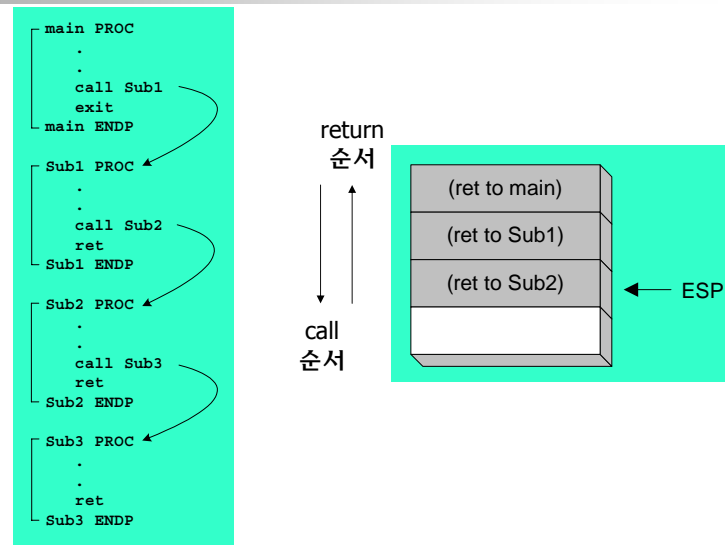 main PROC
.
.
call Sub1
exit
main ENDP
Sub1 PROC
.
.
call Sub2
ret
Sub1 ENDP
Sub2 PROC
.
.
call Sub3
ret
Sub2 ENDP
Sub3 PROC
.
.
ret
Sub3 ENDP
return
순서
call
순서
(ret to main)
(ret to Sub1)
(ret to Sub2)
ESP